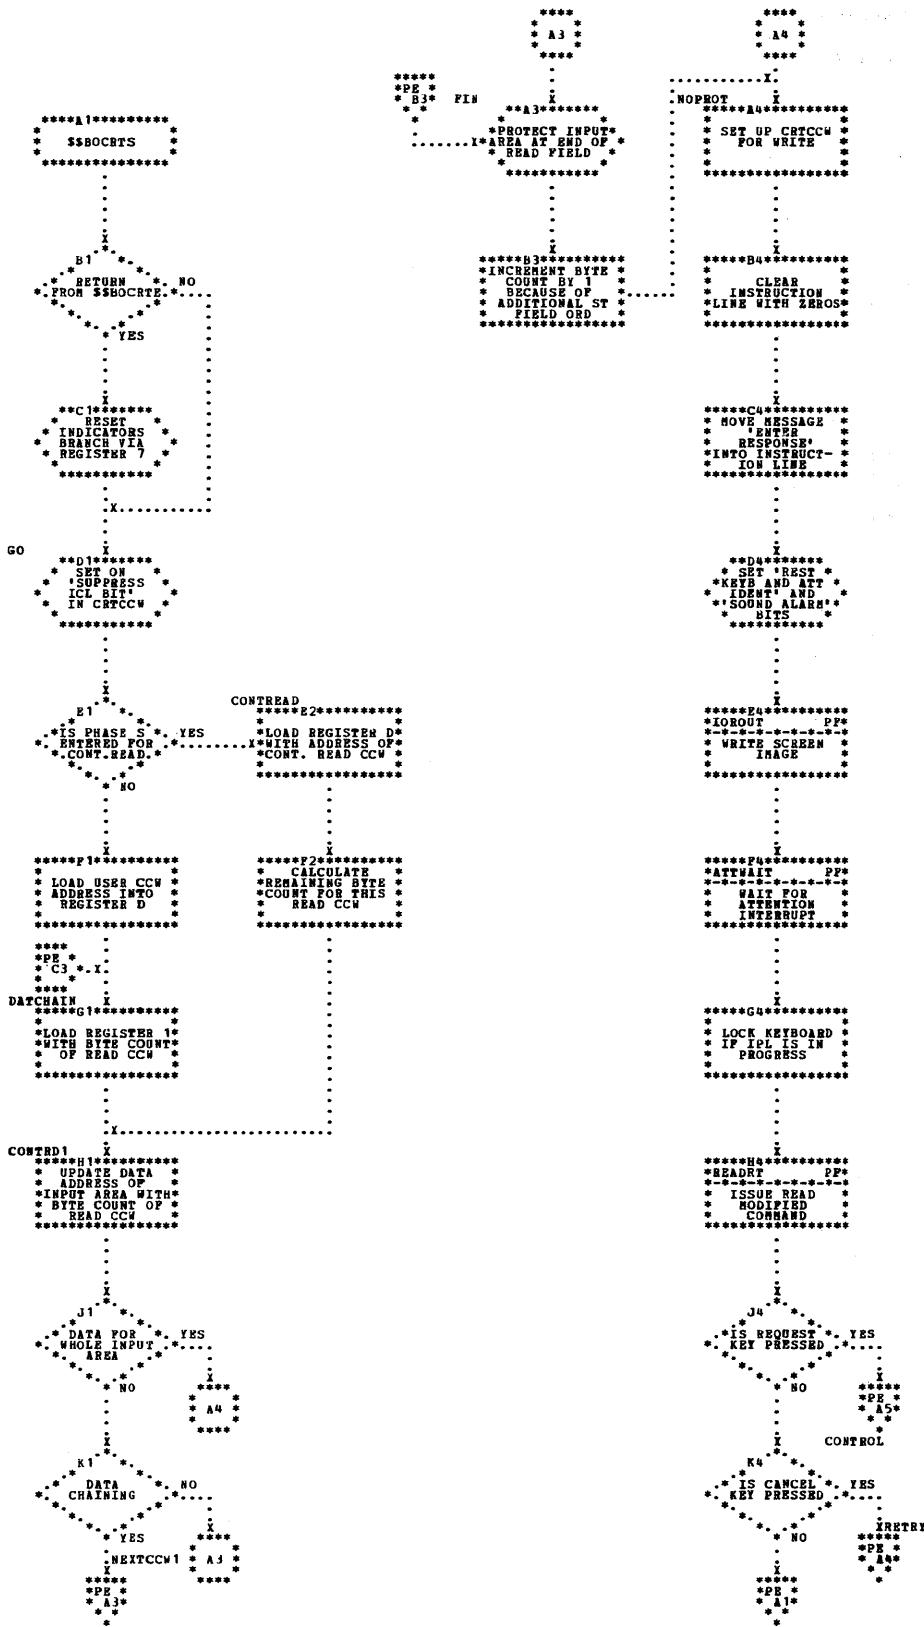 A1
$$BOCRTS
B1
RETURN
FROM $$BOCRTE
NO
YES
C1
RESET
INDICATORS
BRANCH VIA
REGISTER 7
GO
D1
SET ON
'SUPPRESS
ICL BIT'
IN CRTCCW
E1
IS PHASE S
ENTERED FOR
CONT.READ.
YES
NO
CONTREAD
E2
LOAD REGISTER D
WITH ADDRESS OF
CONT. READ CCW
F1
LOAD USER CCW
ADDRESS INTO
REGISTER D
F2
CALCULATE
REMAINING BYTE
COUNT FOR THIS
READ CCW
PE
C3
DATCHAIN
G1
LOAD REGISTER 1
WITH BYTE COUNT
OF READ CCW
CONTRD1
H1
UPDATE DATA
ADDRESS OF
INPUT AREA WITH
BYTE COUNT OF
READ CCW
J1
DATA FOR
WHOLE INPUT
AREA
YES
NO
A4
K1
DATA
CHAINING
NO
YES
NEXTCCW1
A3
PE
A3
A3
PE
B3
FIN
A3
PROTECT INPUT
AREA AT END OF
READ FIELD
B3
INCREMENT BYTE
COUNT BY 1
BECAUSE OF
ADDITIONAL ST
FIELD ORD
A4
NOPROT
A4
SET UP CRTCCW
FOR WRITE
B4
CLEAR
INSTRUCTION
LINE WITH ZEROS
C4
MOVE MESSAGE
'ENTER
RESPONSE'
INTO INSTRUCT-
ION LINE
D4
SET 'REST
KEYB AND ATT
IDENT' AND
'SOUND ALARM'
BITS
E4
IOROUT PF
WRITE SCREEN
IMAGE
F4
ATTWAIT PF
WAIT FOR
ATTENTION
INTERRUPT
G4
LOCK KEYBOARD
IF IPL IS IN
PROGRESS
H4
READRT PF
ISSUE READ
MODIFIED
COMMAND
J4
IS REQUEST
KEY PRESSED
YES
NO
PE
A5
CONTROL
K4
IS CANCEL
KEY PRESSED
YES
NO
RETRY
PE
A4
PE
A1